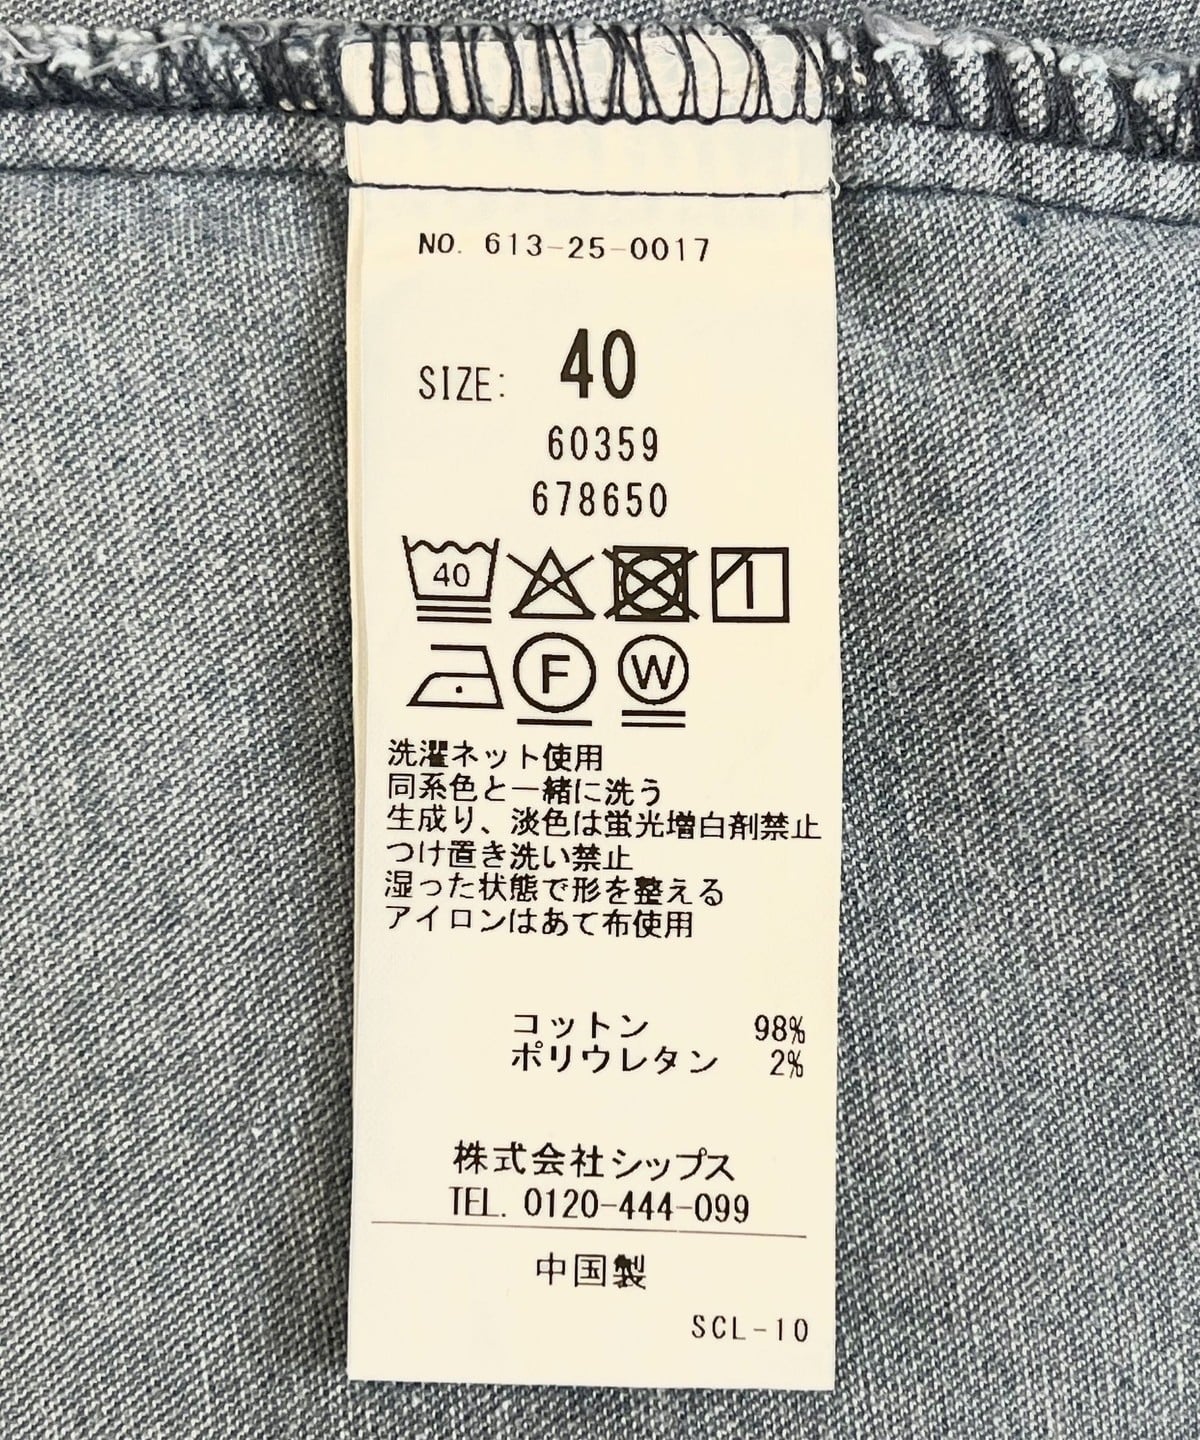 NO. 613-25-0017
SIZE: 40
60359
678650
40
F W
洗濯ネット使用
同系色と一緒に洗う
生成り、淡色は蛍光増白剤禁止
つけ置き洗い禁止
湿った状態で形を整える
アイロンはあて布使用
コットン 98%
ポリウレタン 2%
株式会社シップス
TEL. 0120-444-099
中国製
SCL-10